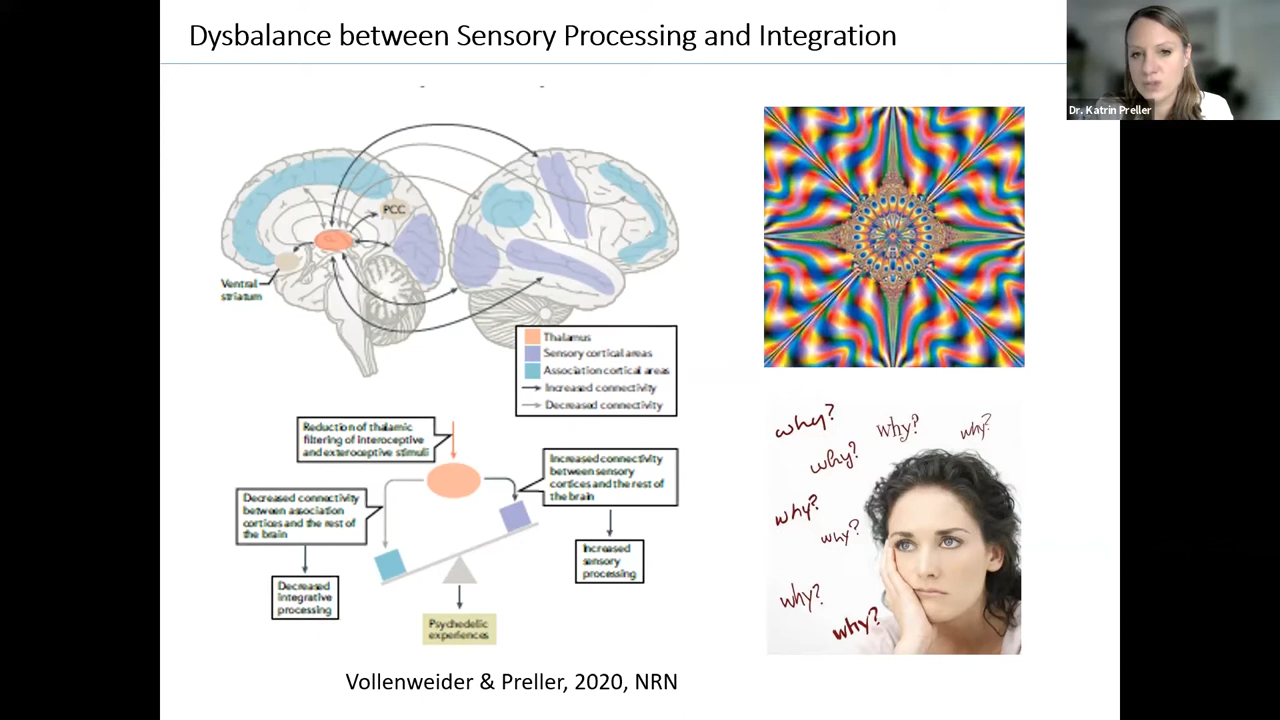 Dysbalance between Sensory Processing and Integration
Dr. Katrin Preller
PCC
Ventral
striatum
Thalamus
Sensory cortical areas
Association cortical areas
Increased connectivity
Decreased connectivity
Reduction of thalamic
filtering of interoceptive
and exteroceptive stimuli
Increased connectivity
between sensory
cortices and the rest of
the brain
Decreased connectivity
between association
cortices and the rest of
the brain
Increased
sensory
processing
Decreased
integrative
processing
Psychedelic
experiences
why?
why?
why?
why?
why?
why?
why?
why?
Vollenweider & Preller, 2020, NRN